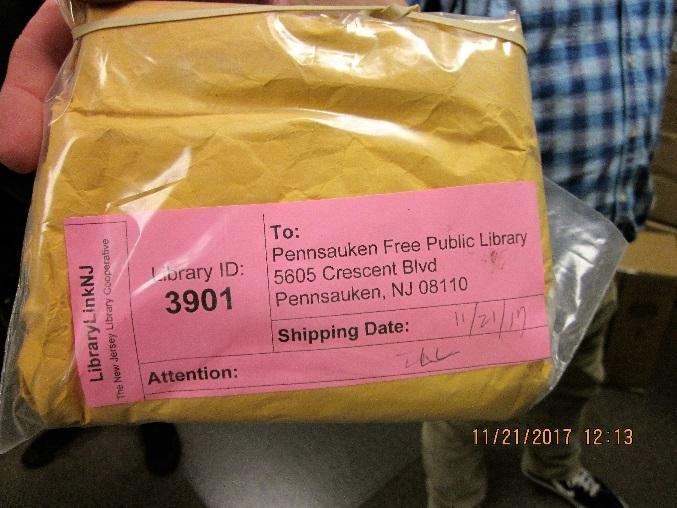 LibraryLinkNJ
The New Jersey Library Cooperative
Library ID:
3901
To:
Pennsauken Free Public Library
5605 Crescent Blvd
Pennsauken, NJ 08110
Shipping Date: 11/21/17
Attention:
11/21/2017 12:13